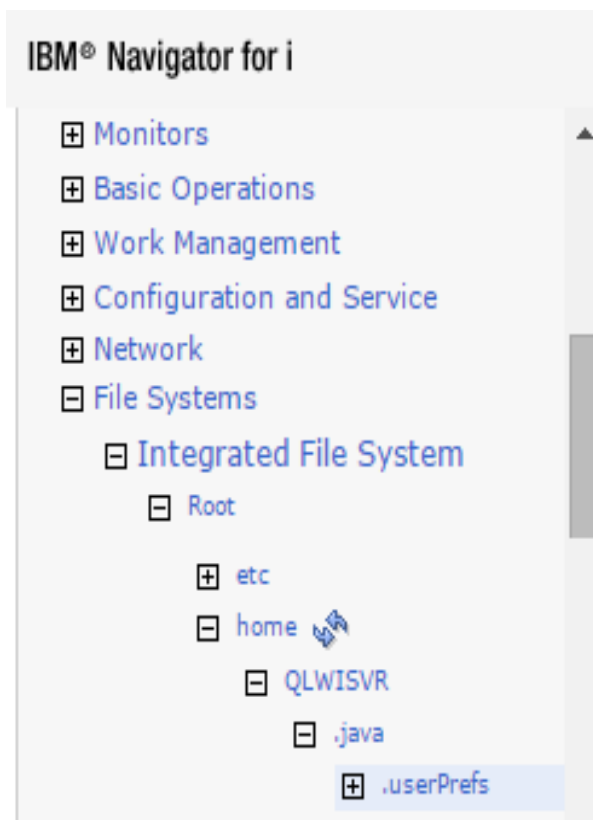 IBM® Navigator for i
Monitors
Basic Operations
Work Management
Configuration and Service
Network
File Systems
Integrated File System
Root
etc
home
QLWISVR
.java
.userPrefs